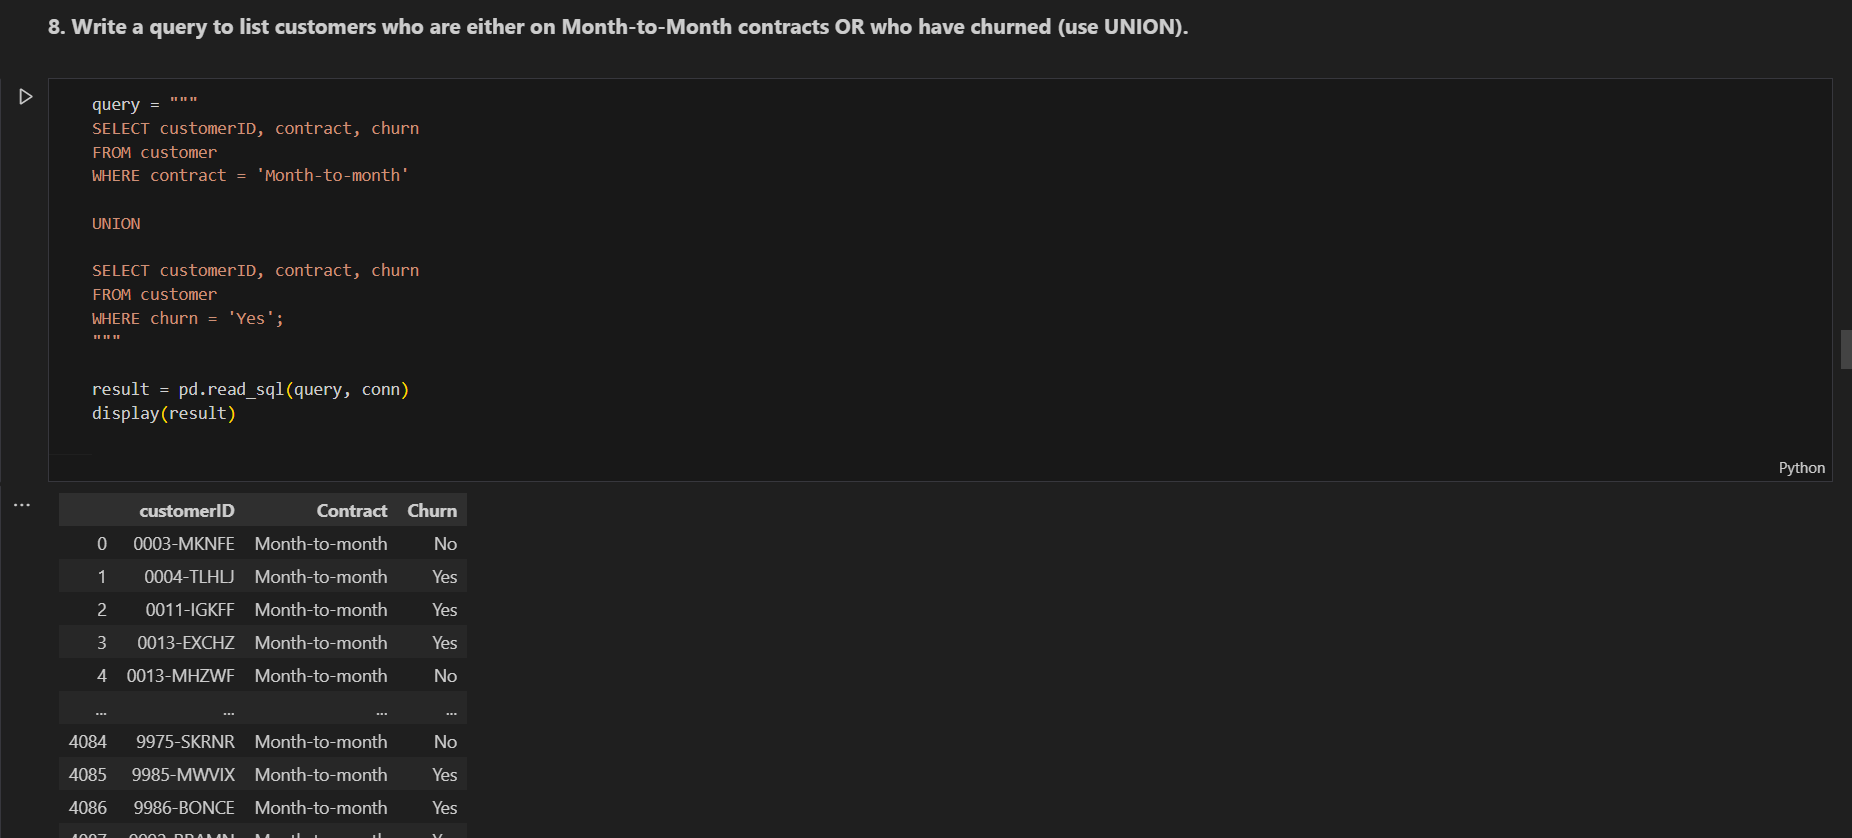 8. Write a query to list customers who are either on Month-to-Month contracts OR who have churned (use UNION).
query = """
SELECT customerID, contract, churn
FROM customer
WHERE contract = 'Month-to-month'
UNION
SELECT customerID, contract, churn
FROM customer
WHERE churn = 'Yes';
"""
result = pd.read_sql(query, conn)
display(result)
Python
...
customerID Contract Churn
0 0003-MKNFE Month-to-month No
1 0004-TLHLJ Month-to-month Yes
2 0011-IGKFF Month-to-month Yes
3 0013-EXCHZ Month-to-month Yes
4 0013-MHZWF Month-to-month No
... ... ... ...
4084 9975-SKRNR Month-to-month No
4085 9985-MWVIX Month-to-month Yes
4086 9986-BONCE Month-to-month Yes